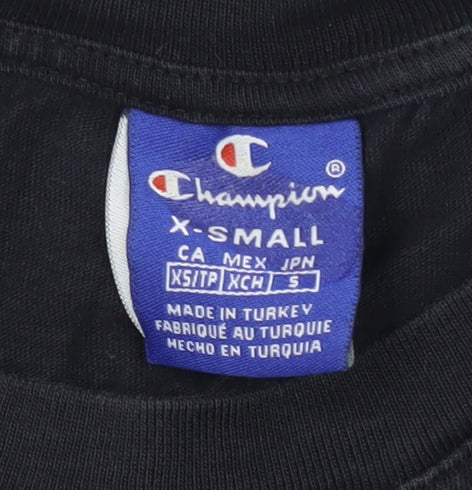 Champion ®
X-SMALL
CA MEX JPN
XS/TP XCH S
MADE IN TURKEY
FABRIQUÉ AU TURQUIE
HECHO EN TURQUIA